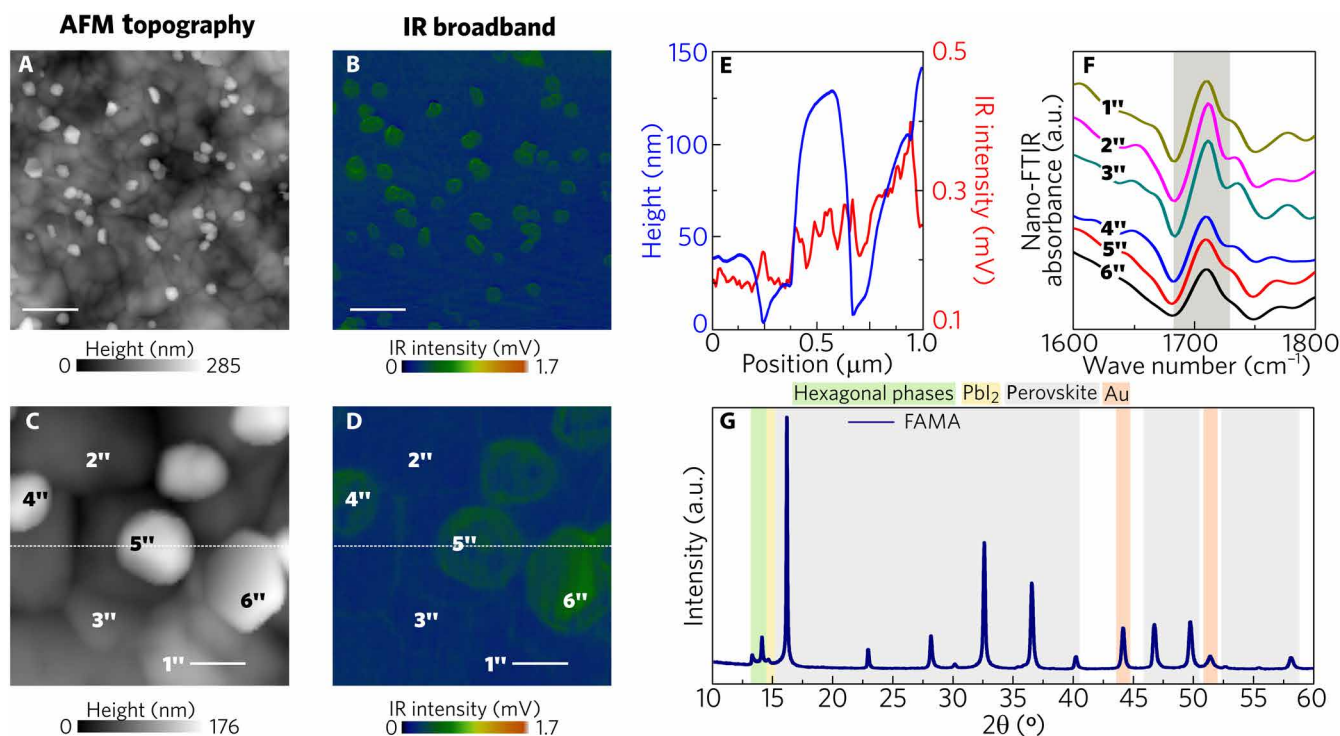 AFM topography
IR broadband
A
B
Height (nm)
0 285
IR intensity (mV)
0 1.7
C
2''
4''
5''
6''
3''
1''
Height (nm)
0 176
D
2''
4''
5''
6''
3''
1''
IR intensity (mV)
0 1.7
E
150
100
50
0
Height (nm)
0.5
0.3
0.1
IR intensity (mV)
0 0.5 1.0
Position (μm)
F
Nano-FTIR absorbance (a.u.)
1''
2''
3''
4''
5''
6''
1600 1700 1800
Wave number (cm⁻¹)
Hexagonal phases PbI₂ Perovskite Au
G
FAMA
Intensity (a.u.)
10 15 20 25 30 35 40 45 50 55 60
2θ (º)